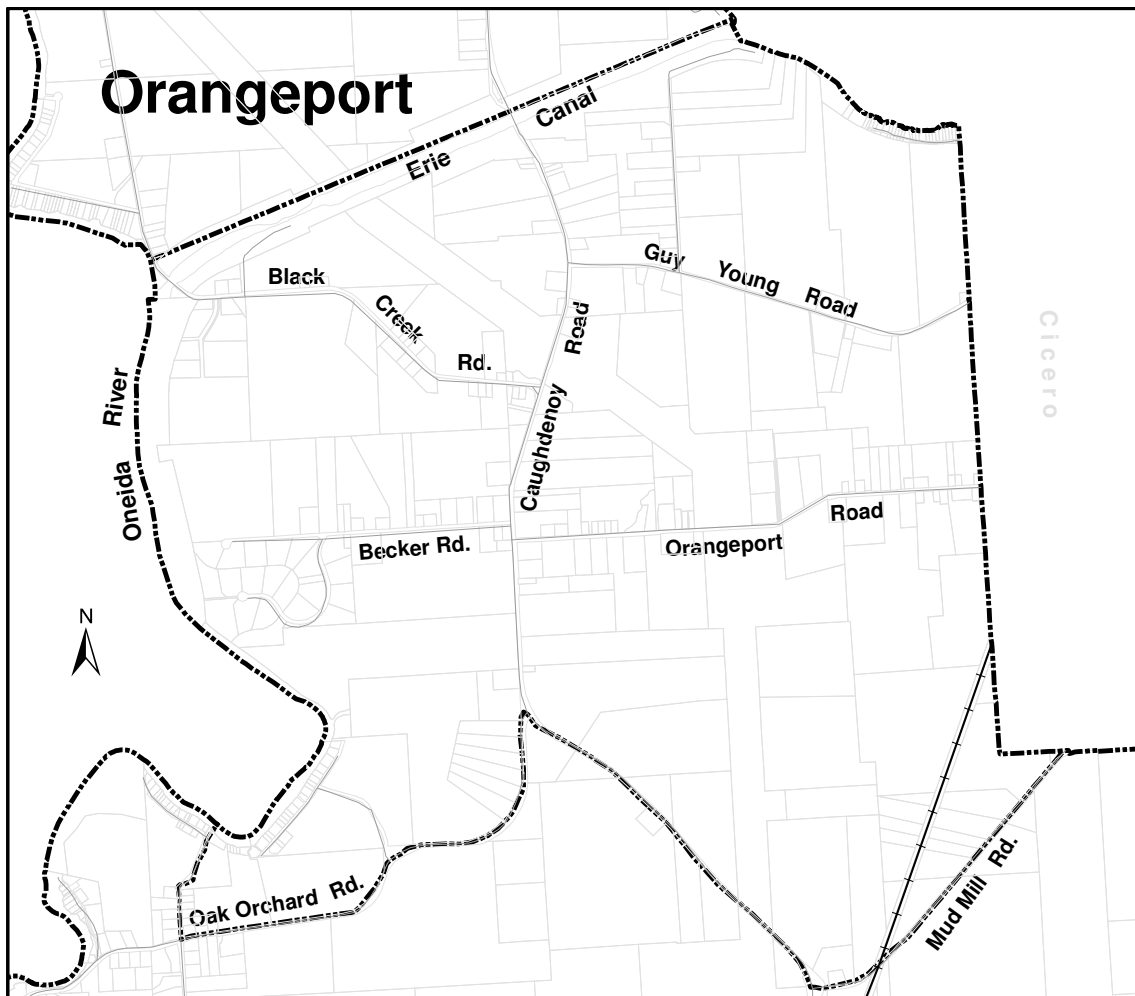 Orangeport
Erie Canal
Guy Young Road
Black Creek Rd.
Cicero
Caughdenoy Road
Oneida River
Orangeport Road
Becker Rd.
N
Oak Orchard Rd.
Mud Mill Rd.